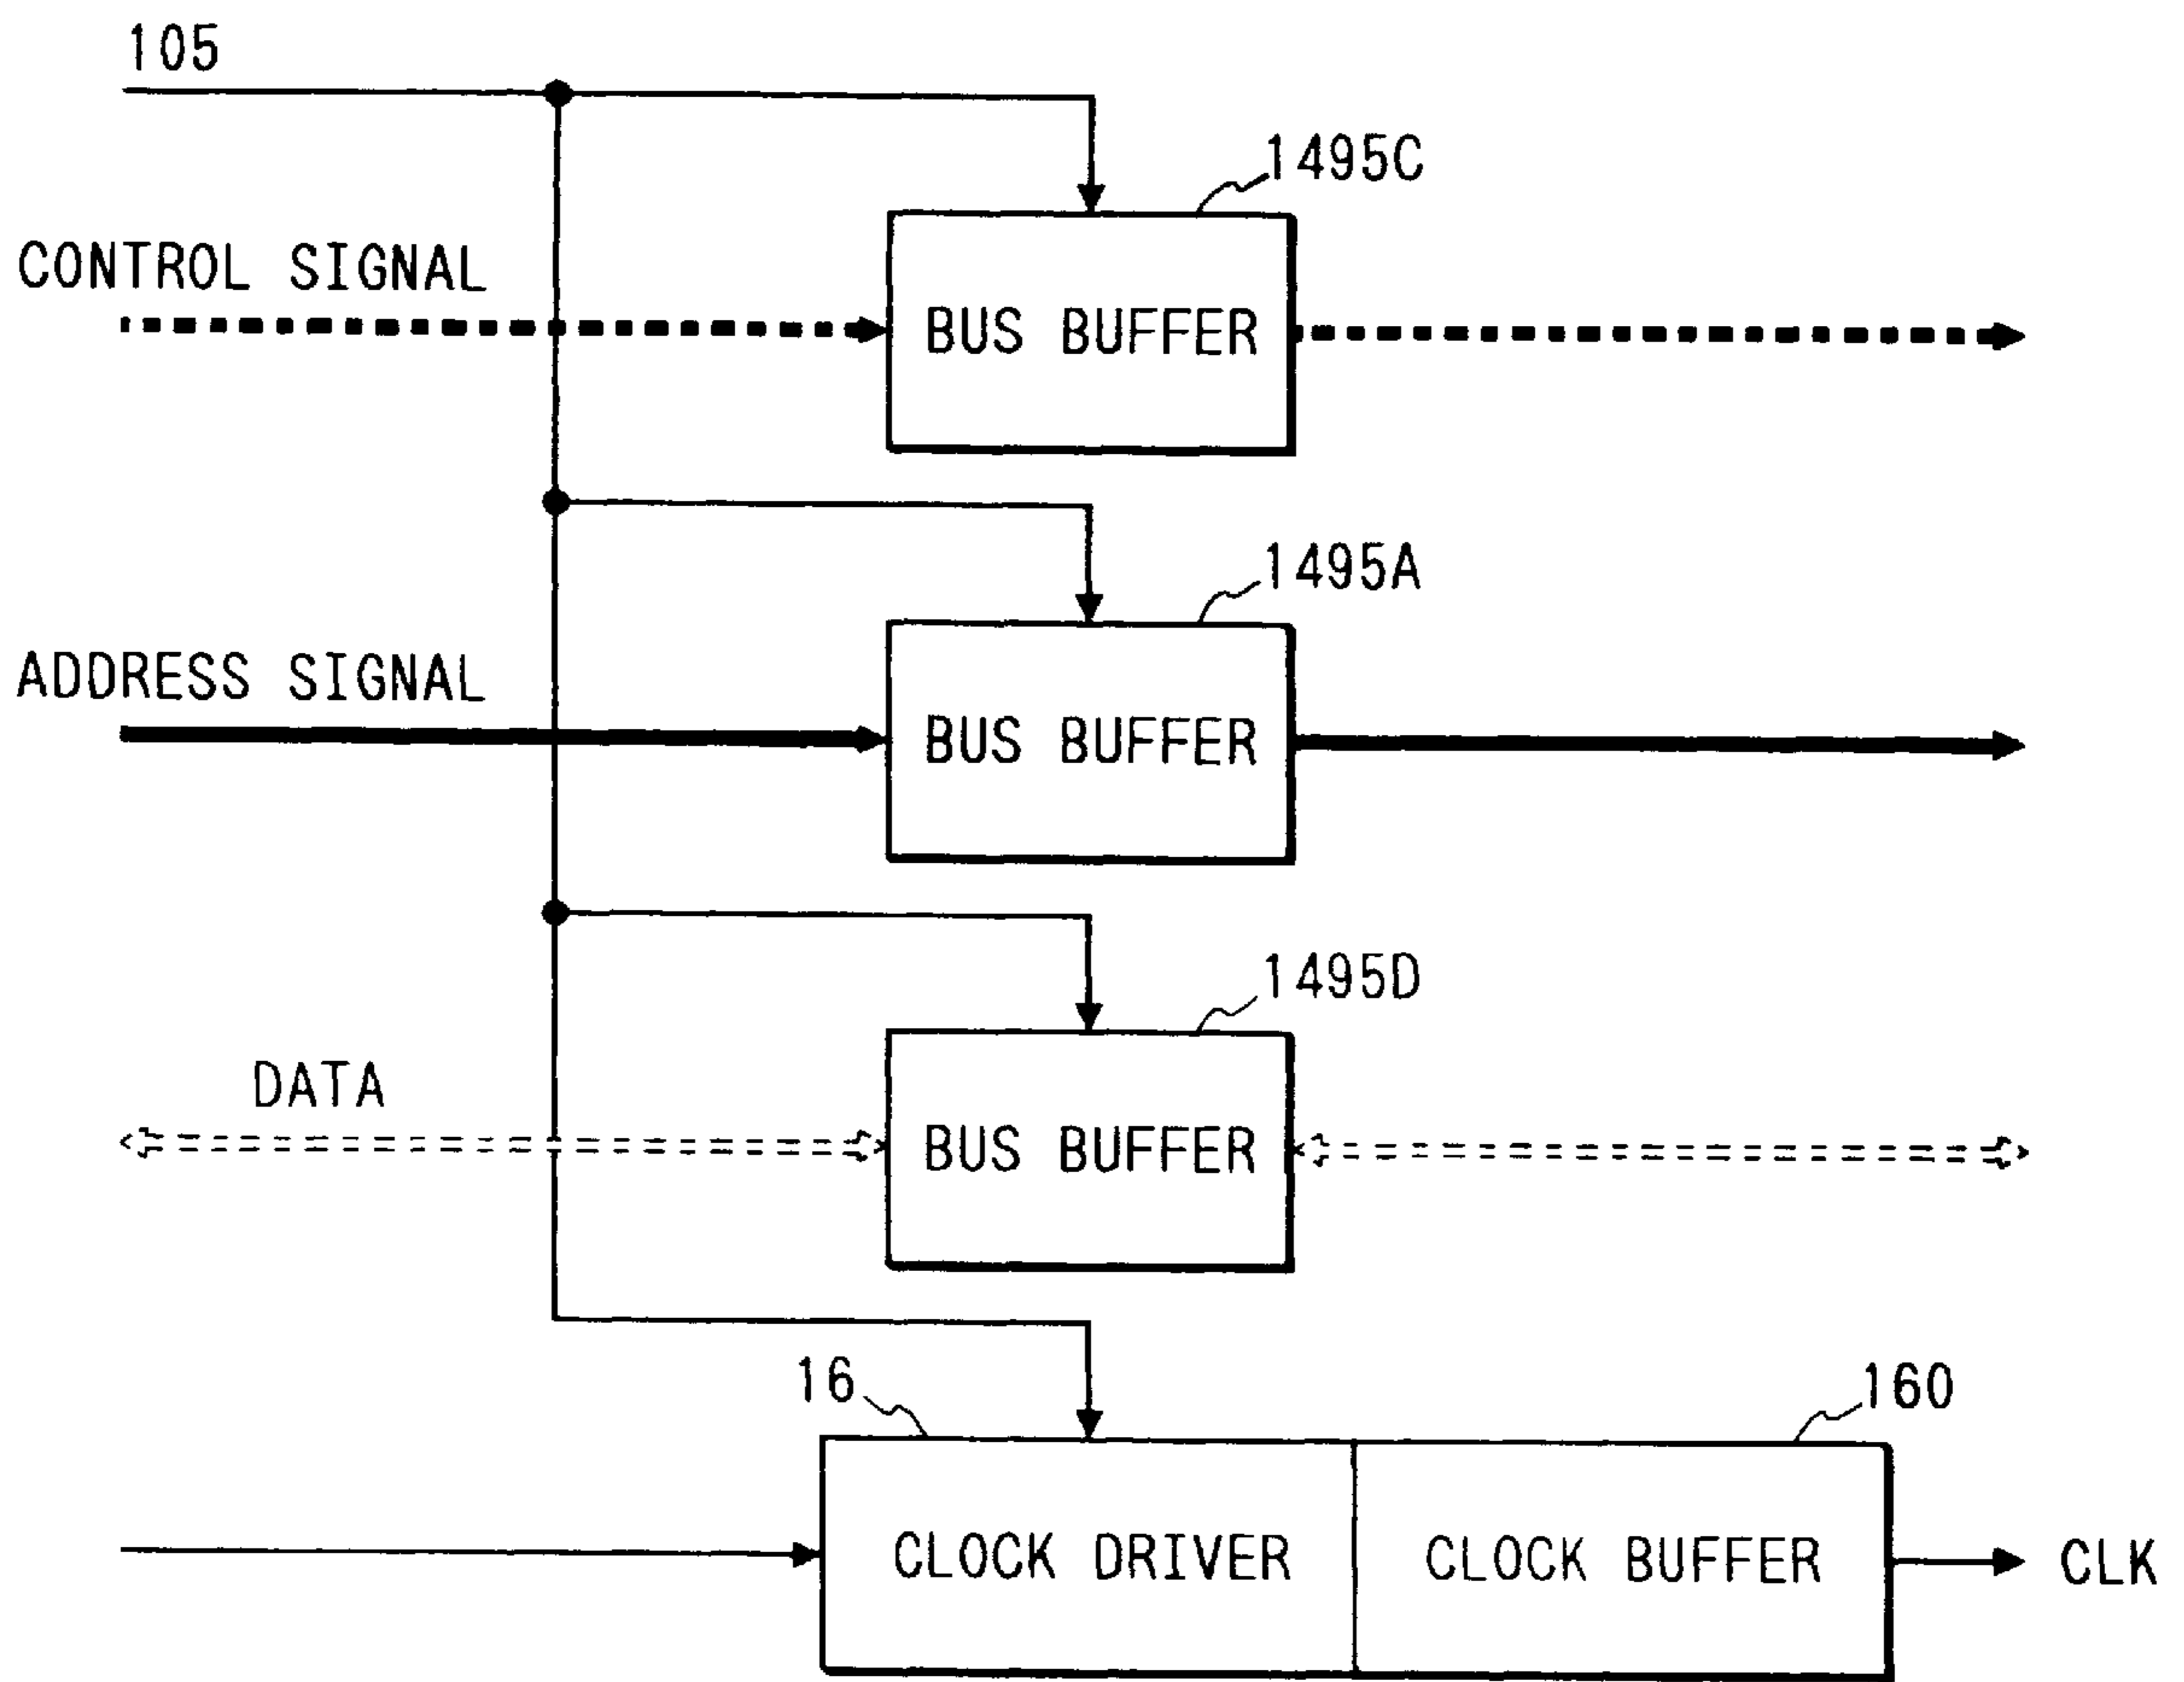 105
1495C
CONTROL SIGNAL
BUS BUFFER
1495A
ADDRESS SIGNAL
BUS BUFFER
1495D
DATA
BUS BUFFER
16
160
CLOCK DRIVER
CLOCK BUFFER
CLK